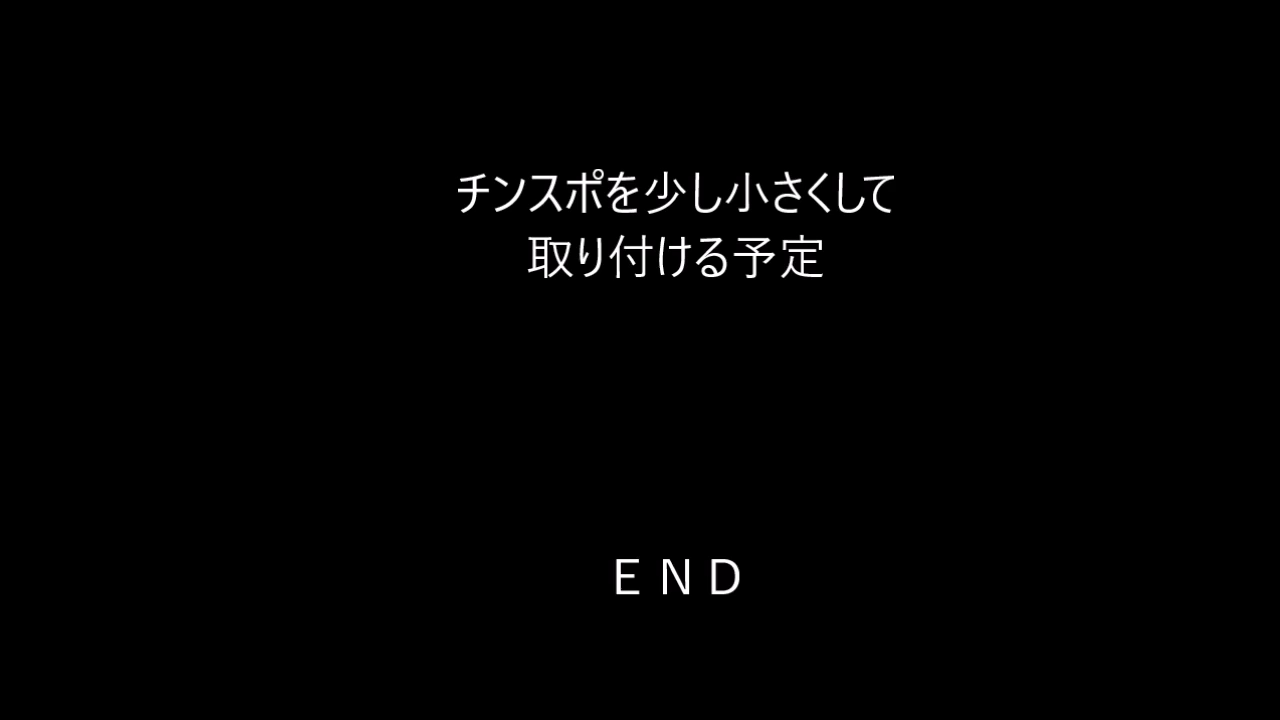 チンスポを少し小さくして
取り付ける予定
ＥＮＤ